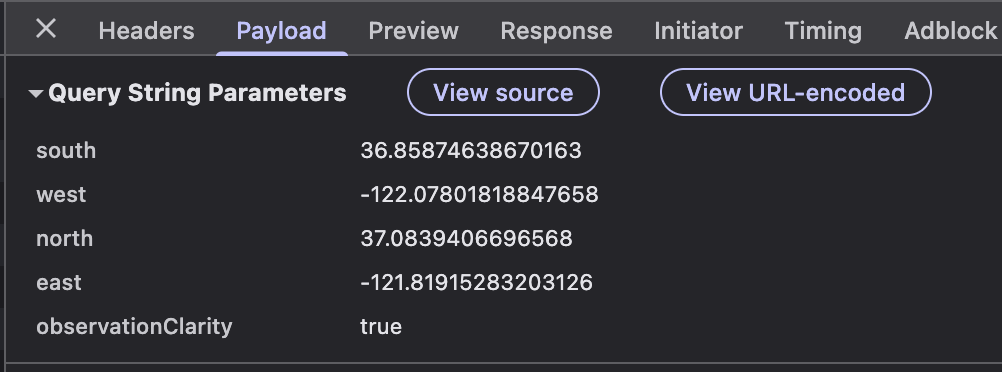 Headers Payload Preview Response Initiator Timing Adblock
Query String Parameters View source View URL-encoded
south 36.85874638670163
west -122.07801818847658
north 37.0839406696568
east -121.81915283203126
observationClarity true